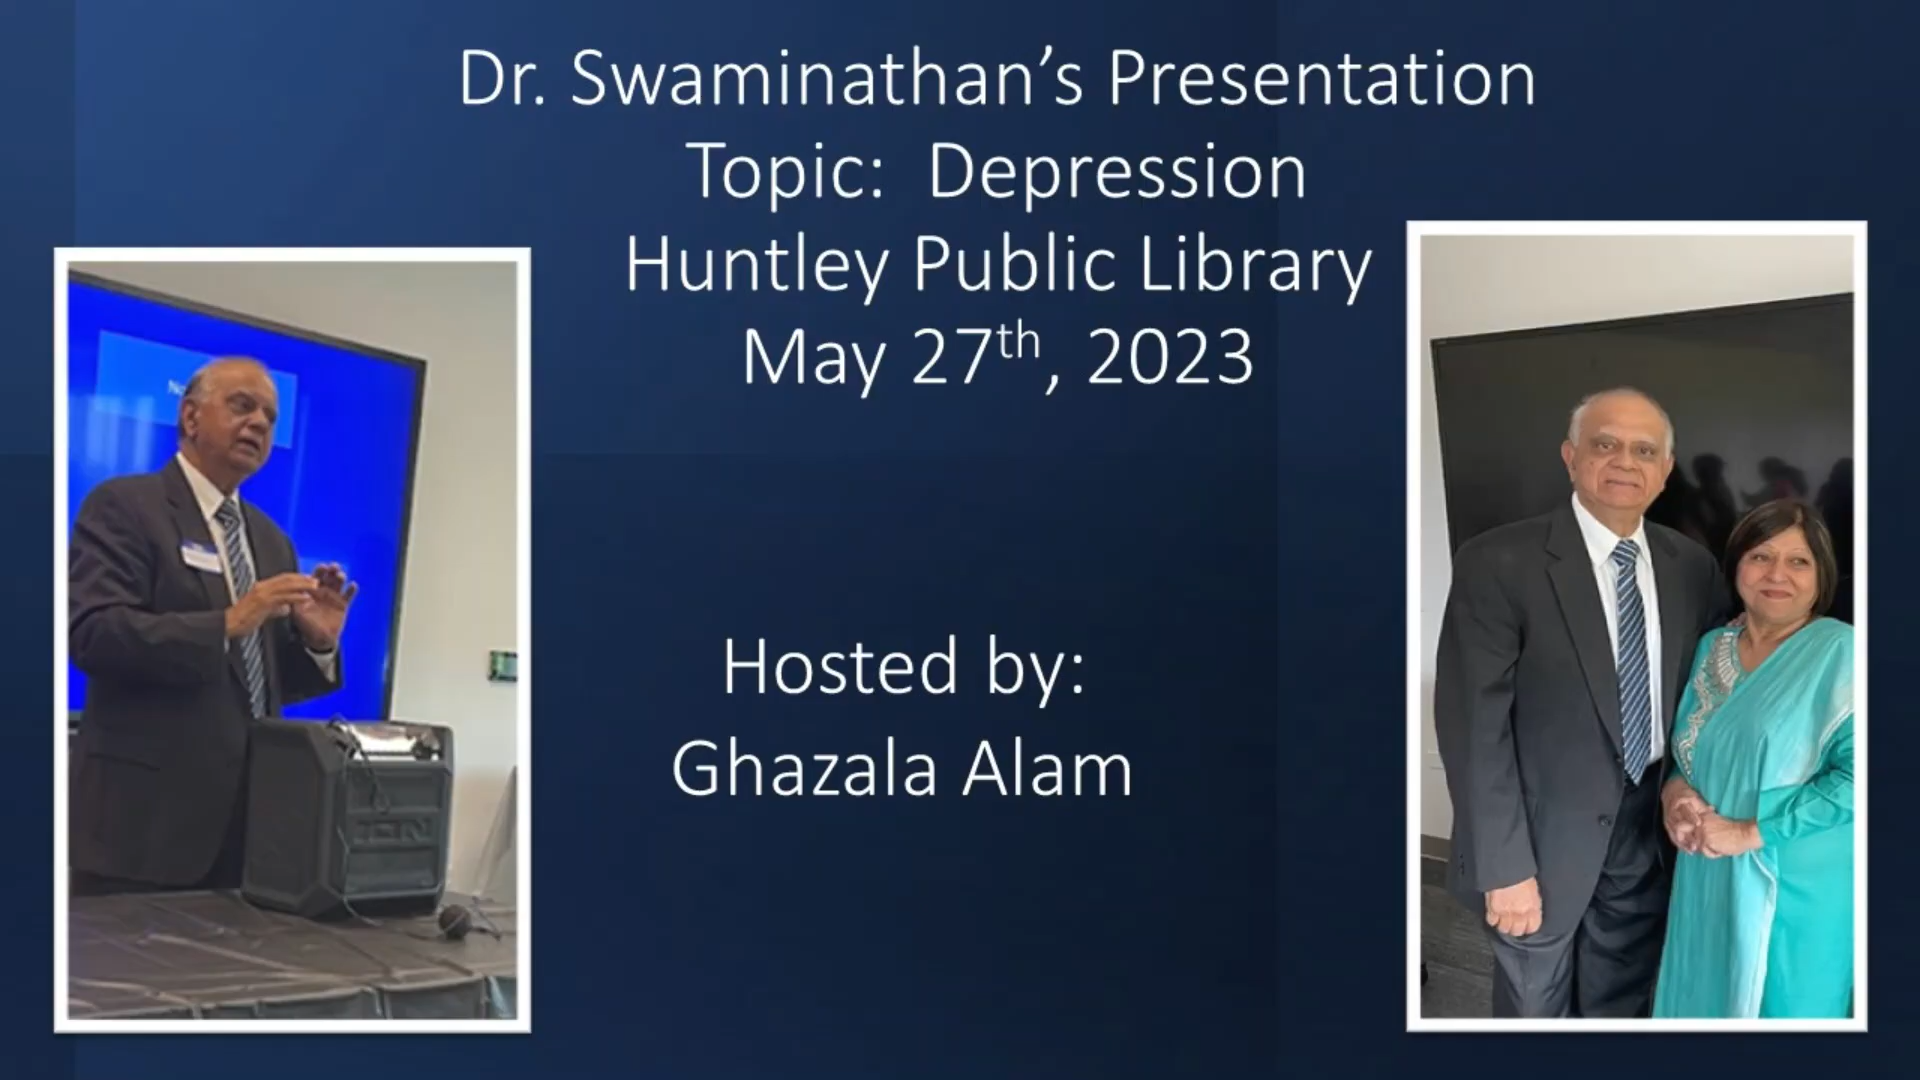 Dr. Swaminathan’s Presentation
Topic: Depression
Huntley Public Library
May 27th, 2023
Hosted by:
Ghazala Alam